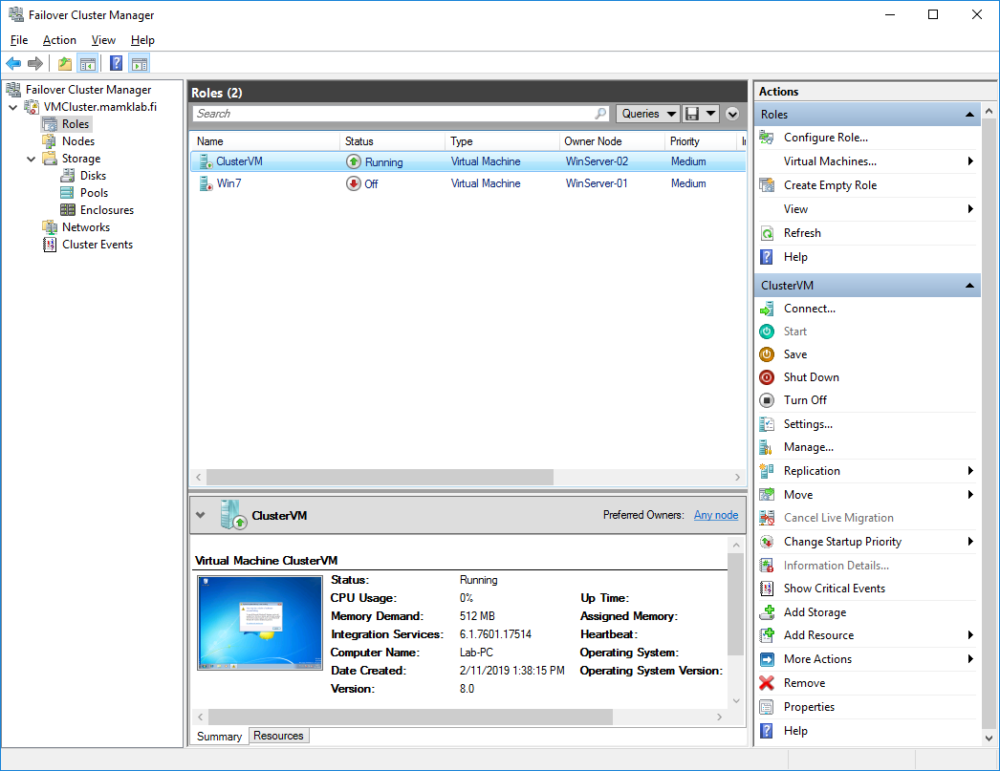 Failover Cluster Manager
File Action View Help
Failover Cluster Manager
VMCluster.mamklab.fi
Roles
Nodes
Storage
Disks
Pools
Enclosures
Networks
Cluster Events
Roles (2)
Search
Queries
Name Status Type Owner Node Priority
ClusterVM Running Virtual Machine WinServer-02 Medium
Win7 Off Virtual Machine WinServer-01 Medium
ClusterVM
Preferred Owners: Any node
Virtual Machine ClusterVM
Status: Running
CPU Usage: 0% Up Time:
Memory Demand: 512 MB Assigned Memory:
Integration Services: 6.1.7601.17514 Heartbeat:
Computer Name: Lab-PC Operating System:
Date Created: 2/11/2019 1:38:15 PM Operating System Version:
Version: 8.0
Summary Resources
Actions
Roles
Configure Role...
Virtual Machines...
Create Empty Role
View
Refresh
Help
ClusterVM
Connect...
Start
Save
Shut Down
Turn Off
Settings...
Manage...
Replication
Move
Cancel Live Migration
Change Startup Priority
Information Details...
Show Critical Events
Add Storage
Add Resource
More Actions
Remove
Properties
Help